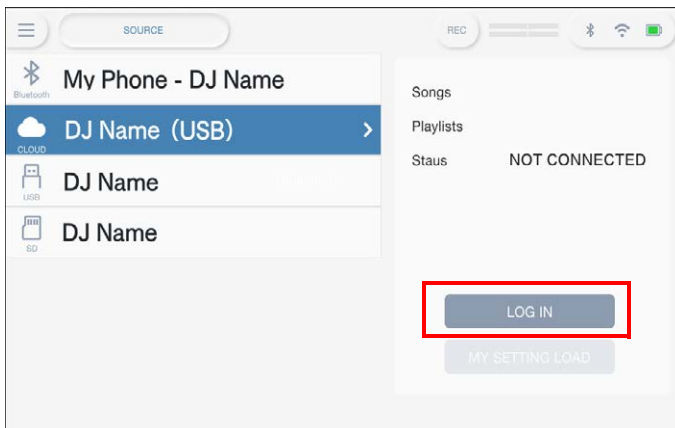 SOURCE
REC
Bluetooth
My Phone - DJ Name
CLOUD
DJ Name (USB)
USB
DJ Name
SD
DJ Name
Songs
Playlists
Staus NOT CONNECTED
LOG IN
MY SETTING LOAD